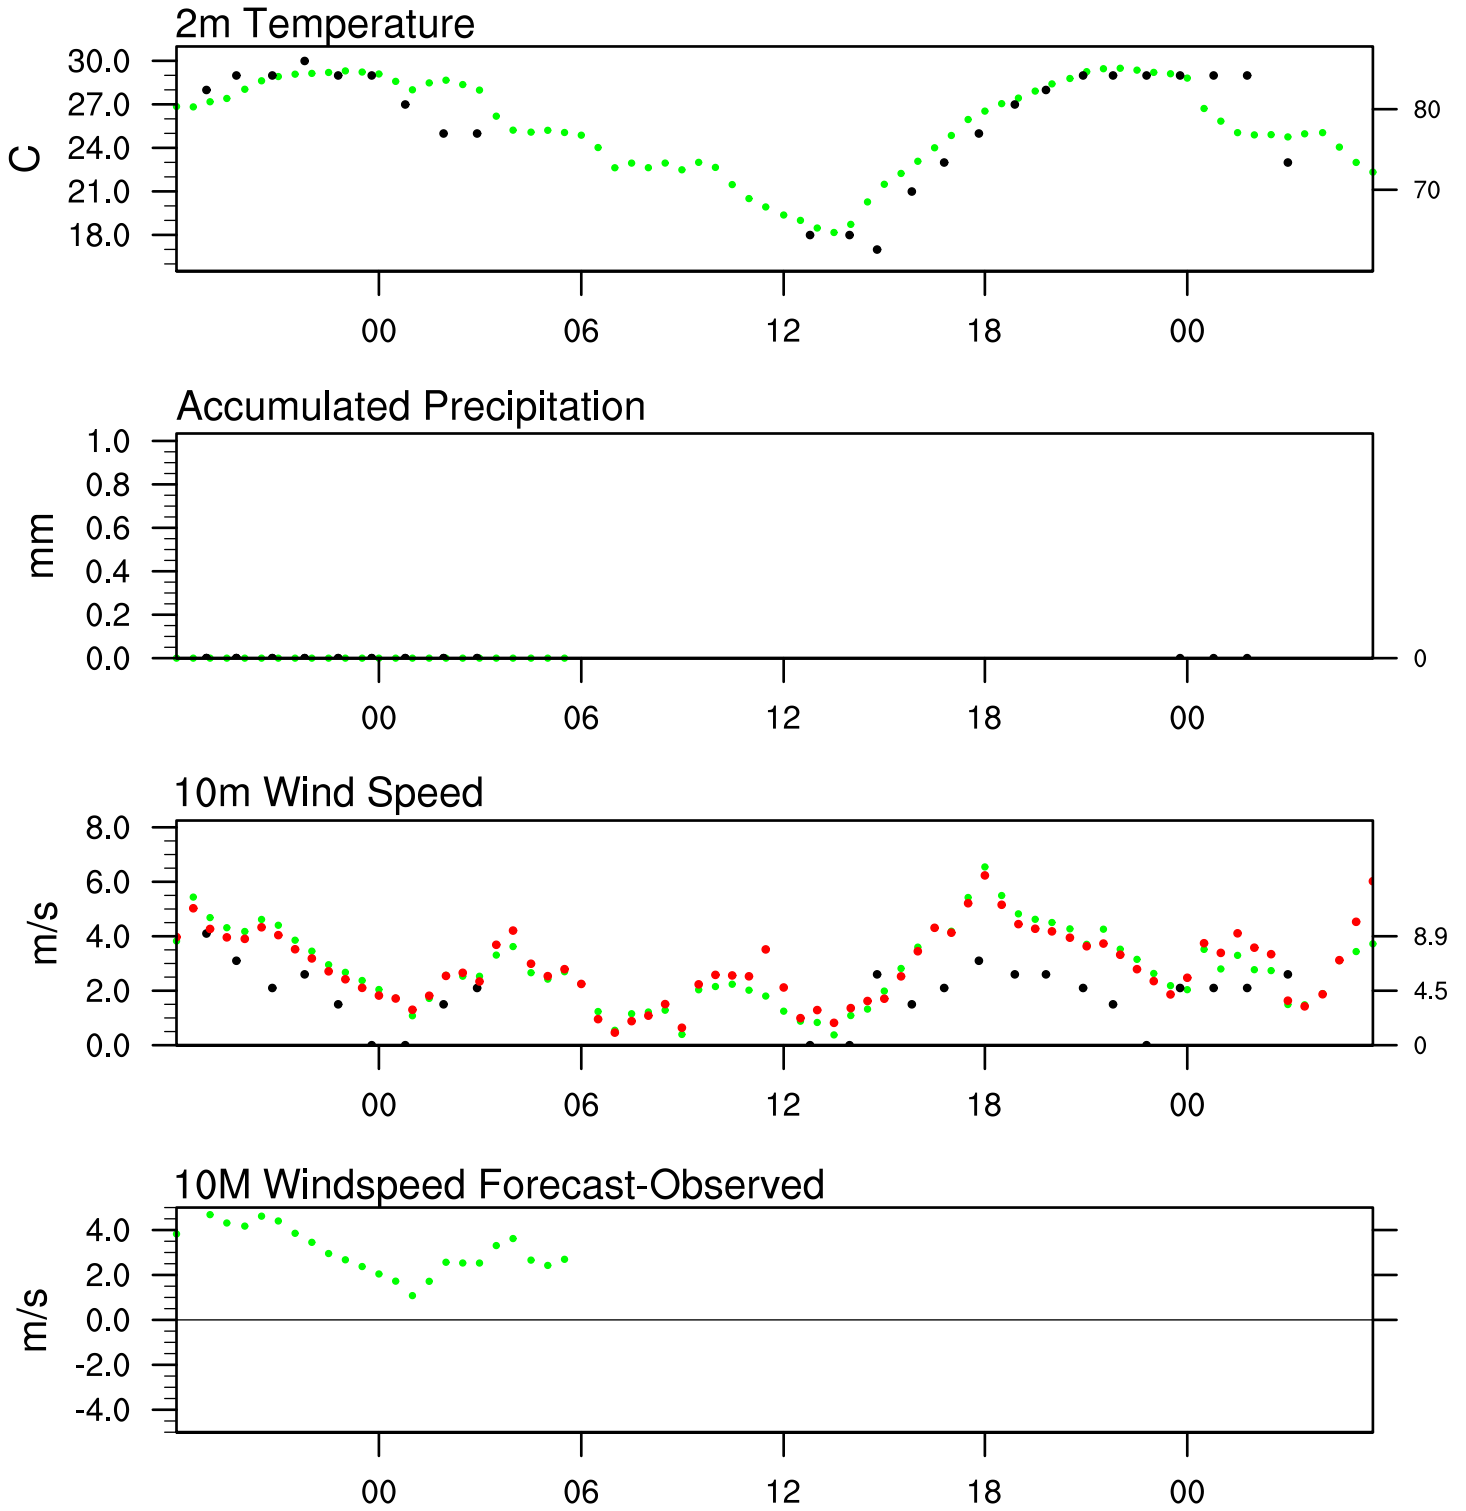 2m Temperature
30.0
27.0
24.0
21.0
18.0
C
80
70
00 06 12 18 00
Accumulated Precipitation
1.0
0.8
0.6
0.4
0.2
0.0
mm
0
00 06 12 18 00
10m Wind Speed
8.0
6.0
4.0
2.0
0.0
m/s
8.9
4.5
0
00 06 12 18 00
10M Windspeed Forecast-Observed
4.0
2.0
0.0
-2.0
-4.0
m/s
00 06 12 18 00